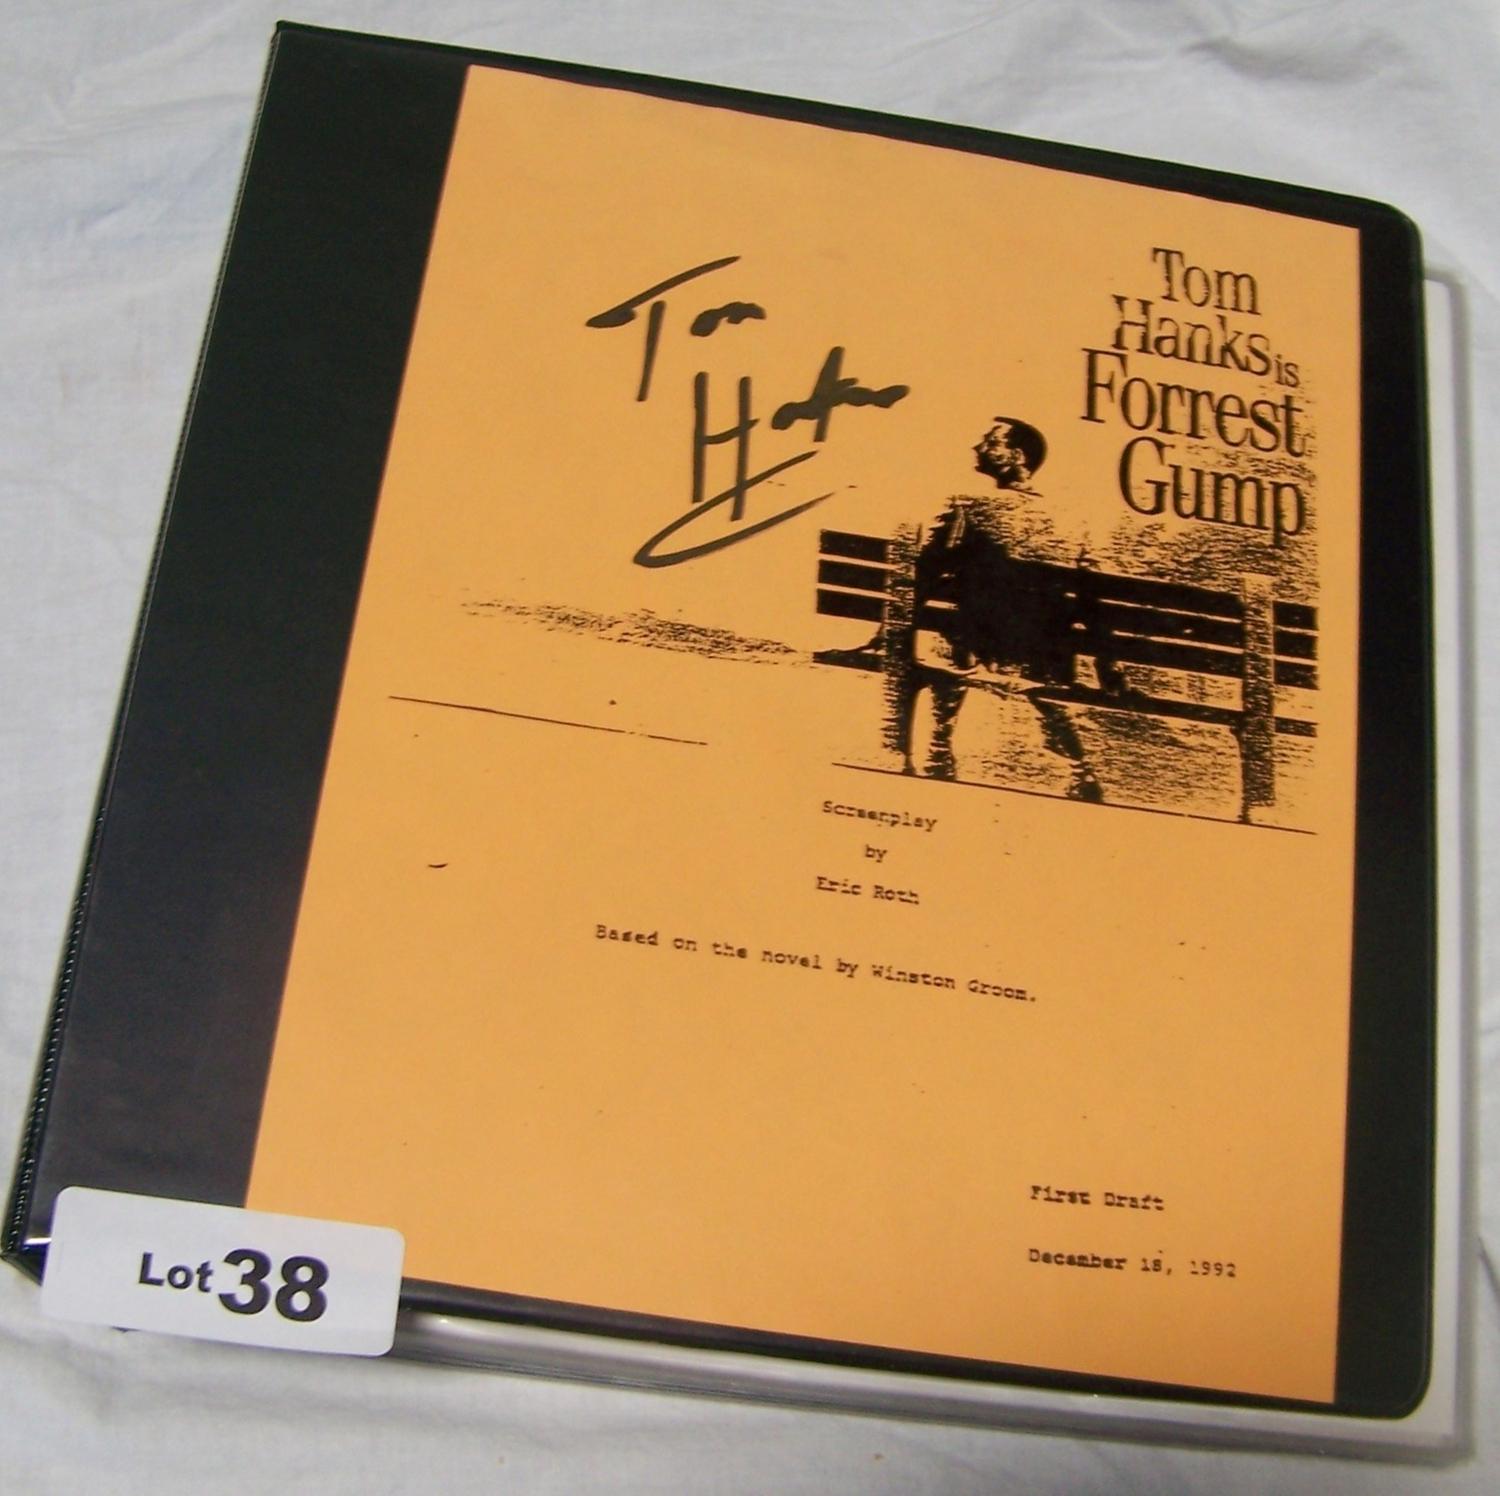 Tom
Hanks
Tom
Hanks is
Forrest
Gump
Screenplay
by
Eric Roth
Based on the novel by Winston Groom.
First Draft
December 18, 1992
Lot 38